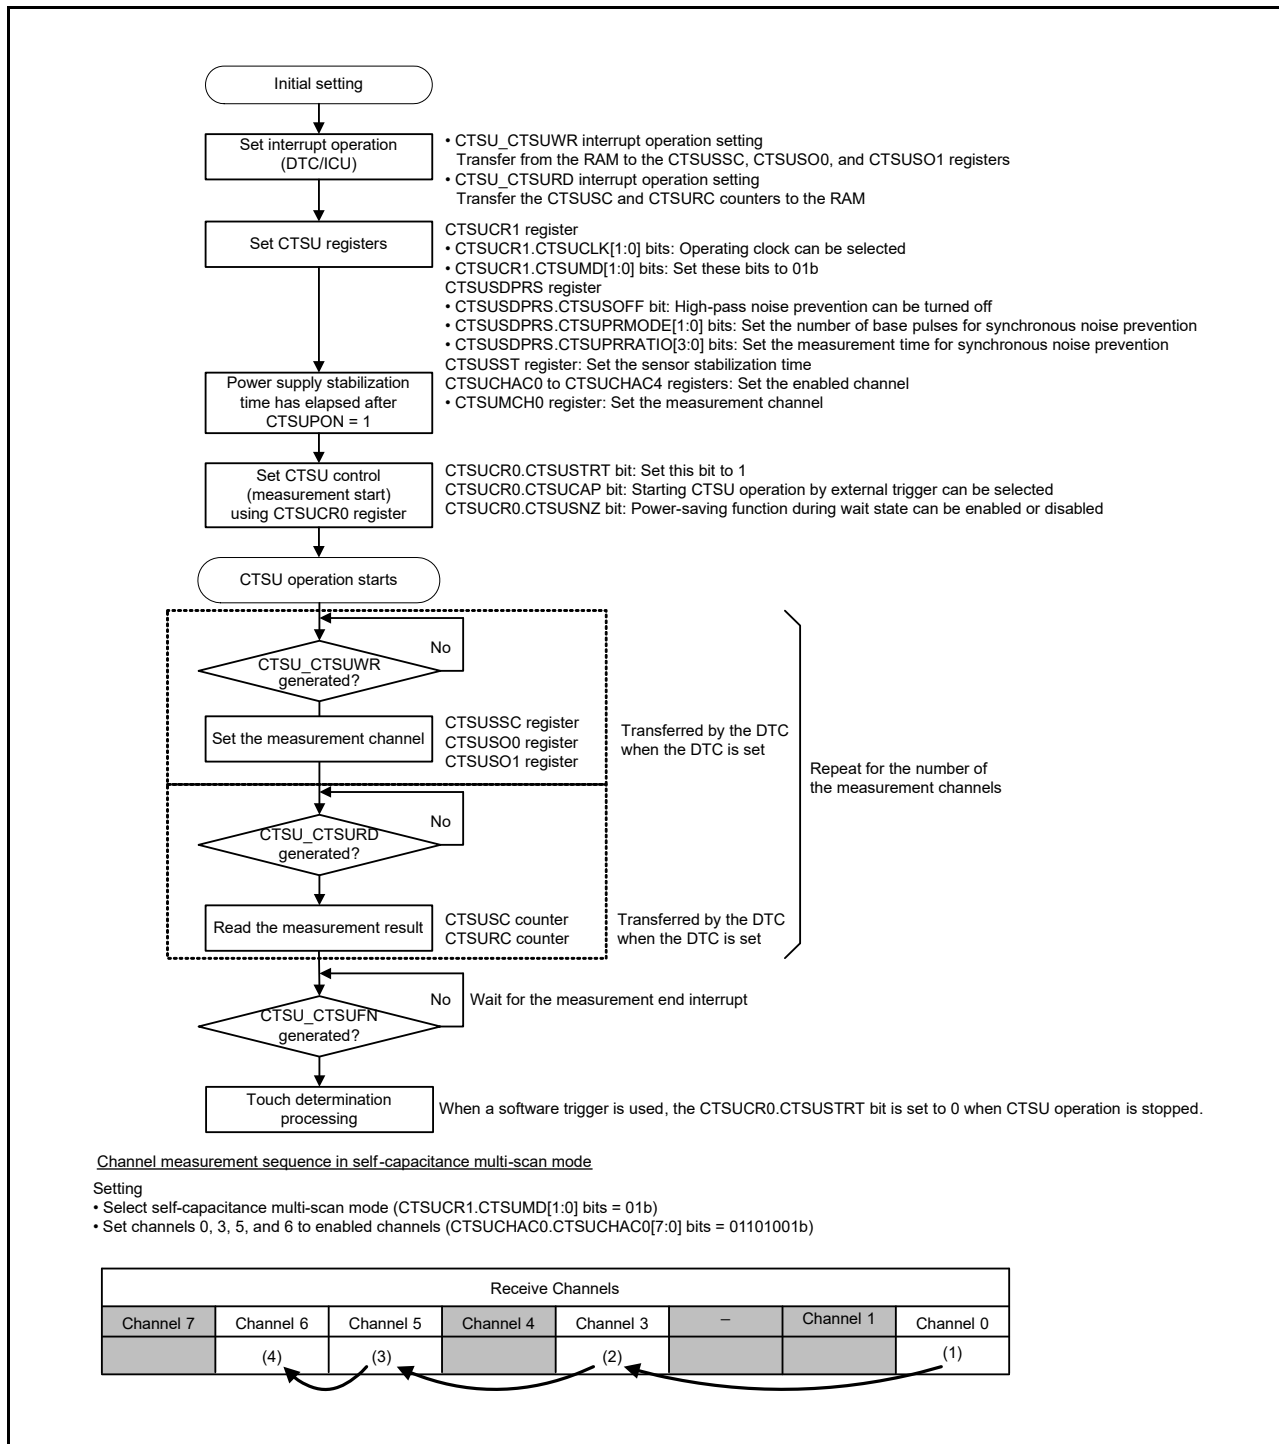 Initial setting
Set interrupt operation
(DTC/ICU)
• CTSU_CTSUWR interrupt operation setting
Transfer from the RAM to the CTSUSSC, CTSUSO0, and CTSUSO1 registers
• CTSU_CTSURD interrupt operation setting
Transfer the CTSUSC and CTSURC counters to the RAM
Set CTSU registers
CTSUCR1 register
• CTSUCR1.CTSUCLK[1:0] bits: Operating clock can be selected
• CTSUCR1.CTSUMD[1:0] bits: Set these bits to 01b
CTSUSDPRS register
• CTSUSDPRS.CTSUSOFF bit: High-pass noise prevention can be turned off
• CTSUSDPRS.CTSUPRMODE[1:0] bits: Set the number of base pulses for synchronous noise prevention
• CTSUSDPRS.CTSUPRRATIO[3:0] bits: Set the measurement time for synchronous noise prevention
CTSUSST register: Set the sensor stabilization time
CTSUCHAC0 to CTSUCHAC4 registers: Set the enabled channel
• CTSUMCH0 register: Set the measurement channel
Power supply stabilization
time has elapsed after
CTSUPON = 1
Set CTSU control
(measurement start)
using CTSUCR0 register
CTSUCR0.CTSUSTRT bit: Set this bit to 1
CTSUCR0.CTSUCAP bit: Starting CTSU operation by external trigger can be selected
CTSUCR0.CTSUSNZ bit: Power-saving function during wait state can be enabled or disabled
CTSU operation starts
No
CTSU_CTSUWR
generated?
Set the measurement channel
CTSUSSC register
CTSUSO0 register
CTSUSO1 register
Transferred by the DTC
when the DTC is set
Repeat for the number of
the measurement channels
No
CTSU_CTSURD
generated?
Read the measurement result
CTSUSC counter
CTSURC counter
Transferred by the DTC
when the DTC is set
No
Wait for the measurement end interrupt
CTSU_CTSUFN
generated?
Touch determination
processing
When a software trigger is used, the CTSUCR0.CTSUSTRT bit is set to 0 when CTSU operation is stopped.
Channel measurement sequence in self-capacitance multi-scan mode
Setting
• Select self-capacitance multi-scan mode (CTSUCR1.CTSUMD[1:0] bits = 01b)
• Set channels 0, 3, 5, and 6 to enabled channels (CTSUCHAC0.CTSUCHAC0[7:0] bits = 01101001b)
Receive Channels
Channel 7 Channel 6 Channel 5 Channel 4 Channel 3 – Channel 1 Channel 0
(4) (3) (2) (1)